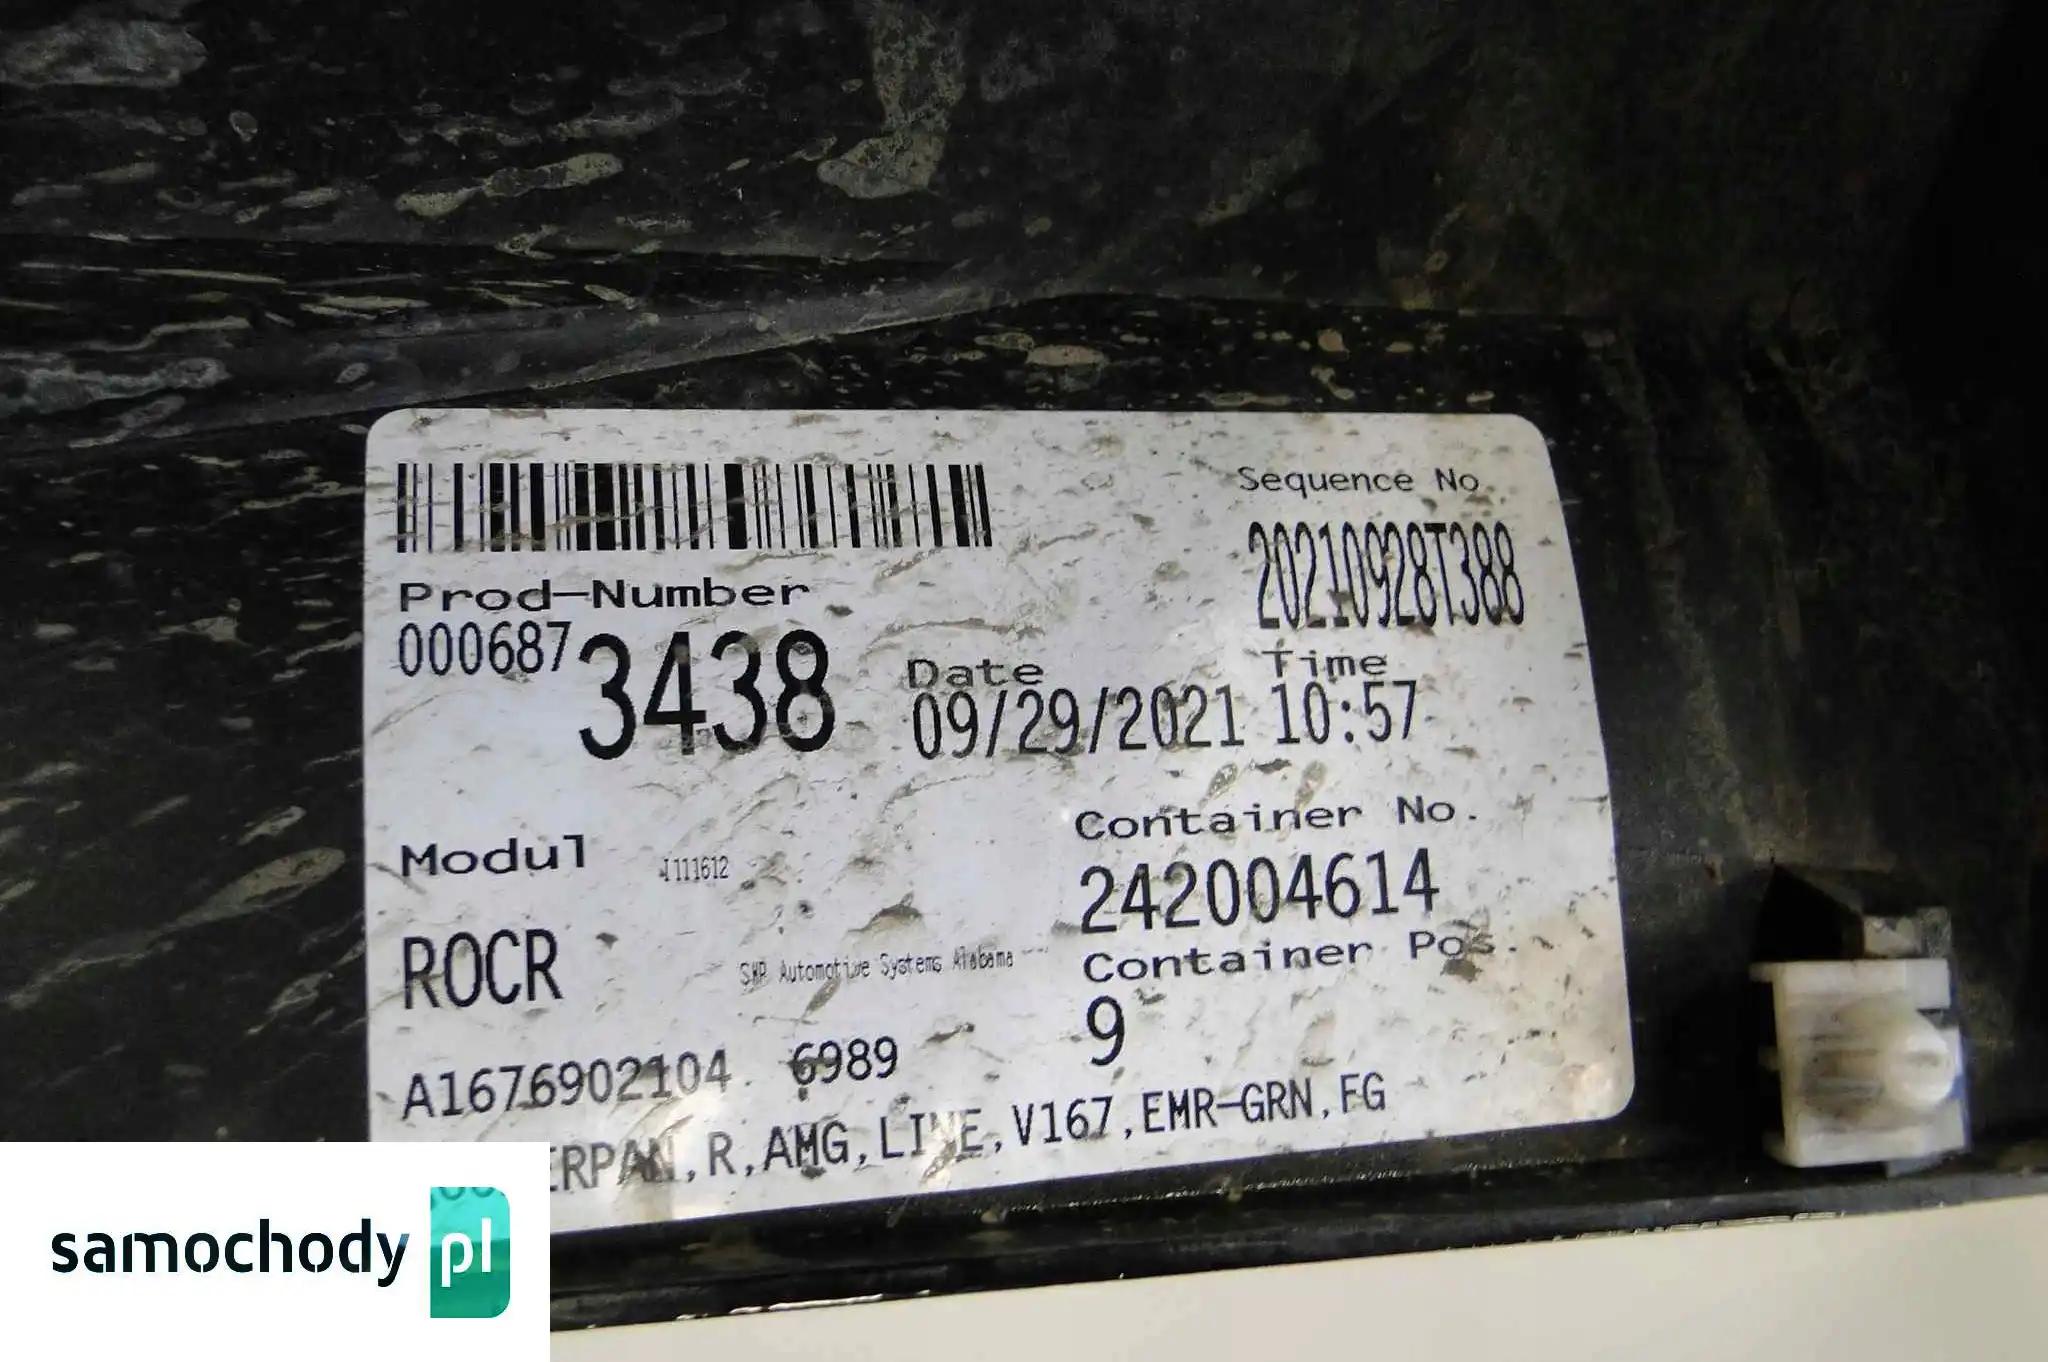 Sequence No.
20210928T388
Prod-Number
000687 3438
Date
09/29/2021
Time
10:57
Modul
Container No.
242004614
ROCR
Automotive Systems Alabama
Container Pos.
9
A1676902104 6989
ERPAN,R,AMG,LINE,V167,EMR-GRN,FG
samochody pl